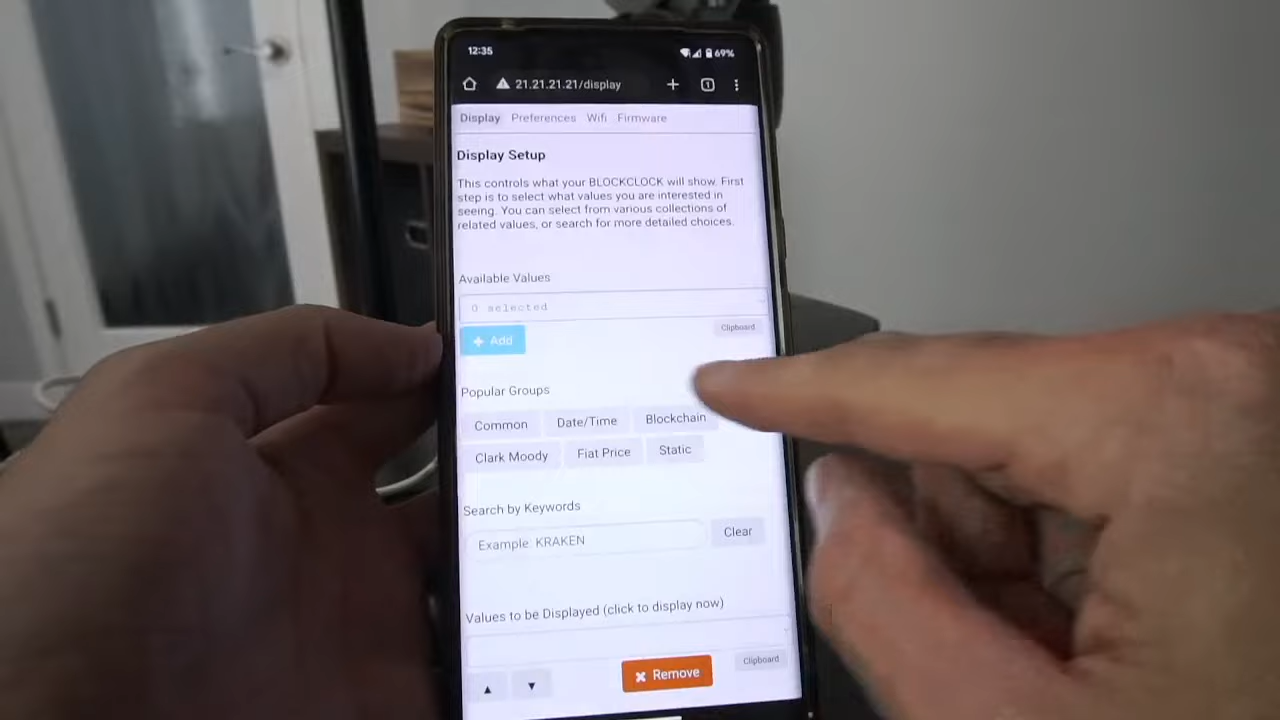 12:35 69%
21.21.21.21/display 1
Display Preferences Wifi Firmware
Display Setup
This controls what your BLOCKCLOCK will show. First
step is to select what values you are interested in
seeing. You can select from various collections of
related values, or search for more detailed choices.
Available Values
0 selected
+ Add Clipboard
Popular Groups
Common Date/Time Blockchain
Clark Moody Fiat Price Static
Search by Keywords
Example: KRAKEN Clear
Values to be Displayed (click to display now)
Remove Clipboard